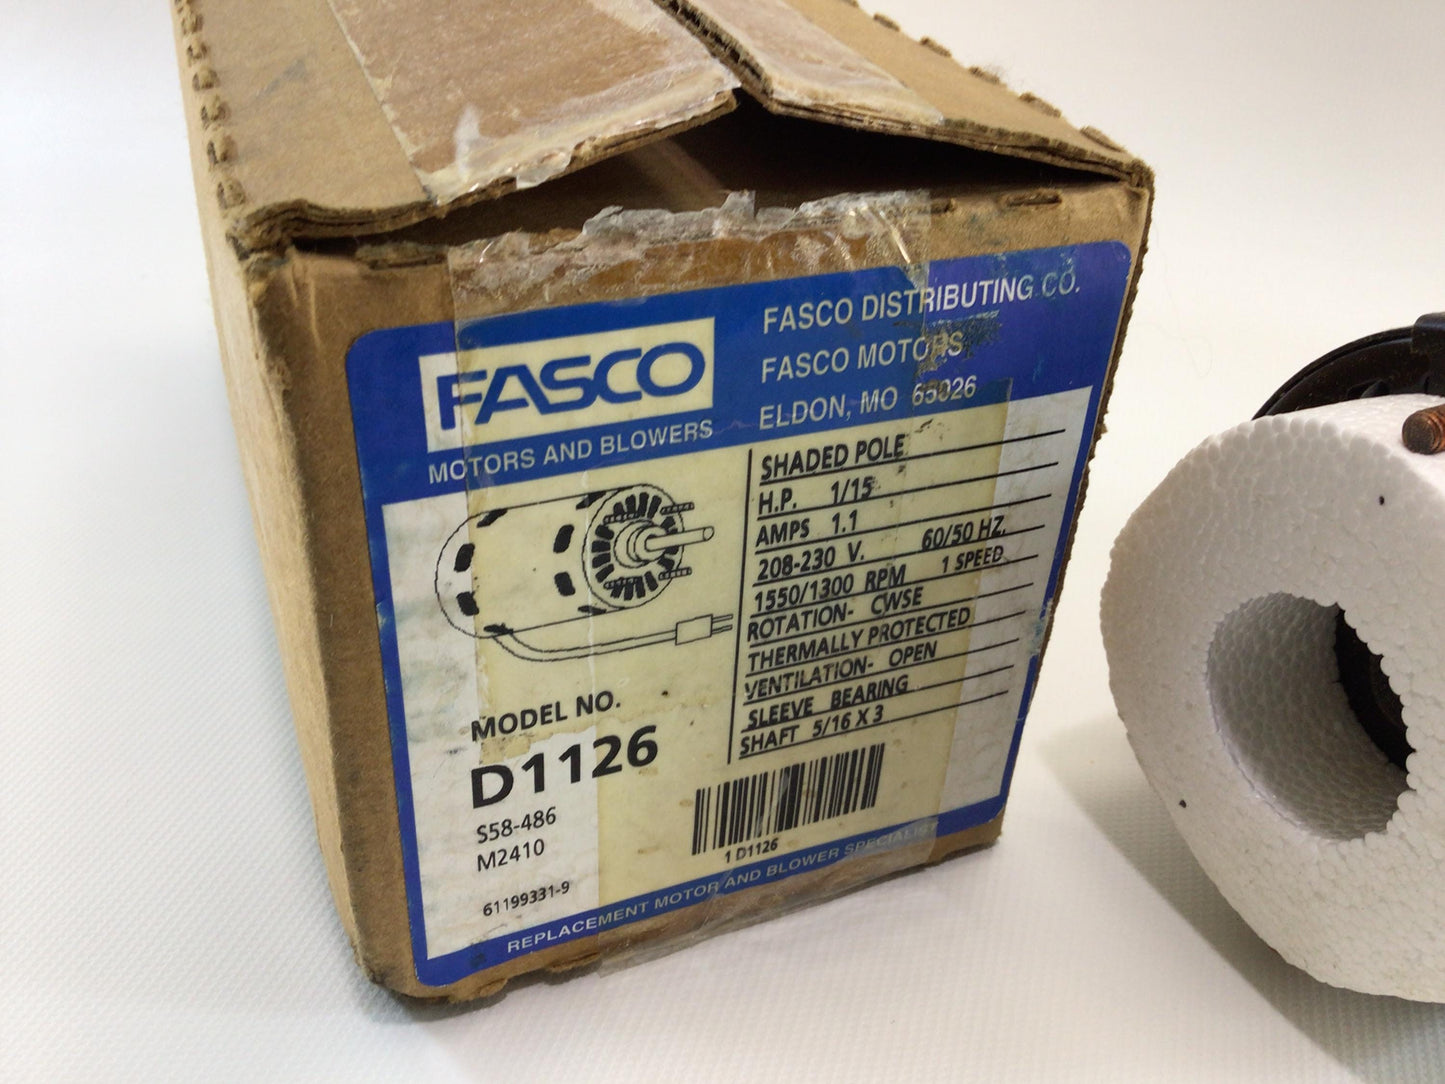 FASCO
MOTORS AND BLOWERS
FASCO DISTRIBUTING CO.
FASCO MOTORS
ELDON, MO 65026
SHADED POLE
H.P. 1/15
AMPS 1.1
208-230 V. 60/50 HZ.
1550/1300 RPM 1 SPEED
ROTATION- CWSE
THERMALLY PROTECTED
VENTILATION- OPEN
SLEEVE BEARING
SHAFT 5/16 X 3
MODEL NO.
D1126
S58-486
M2410
61199331-9
1 D1126
REPLACEMENT MOTOR AND BLOWER SPECIALIST